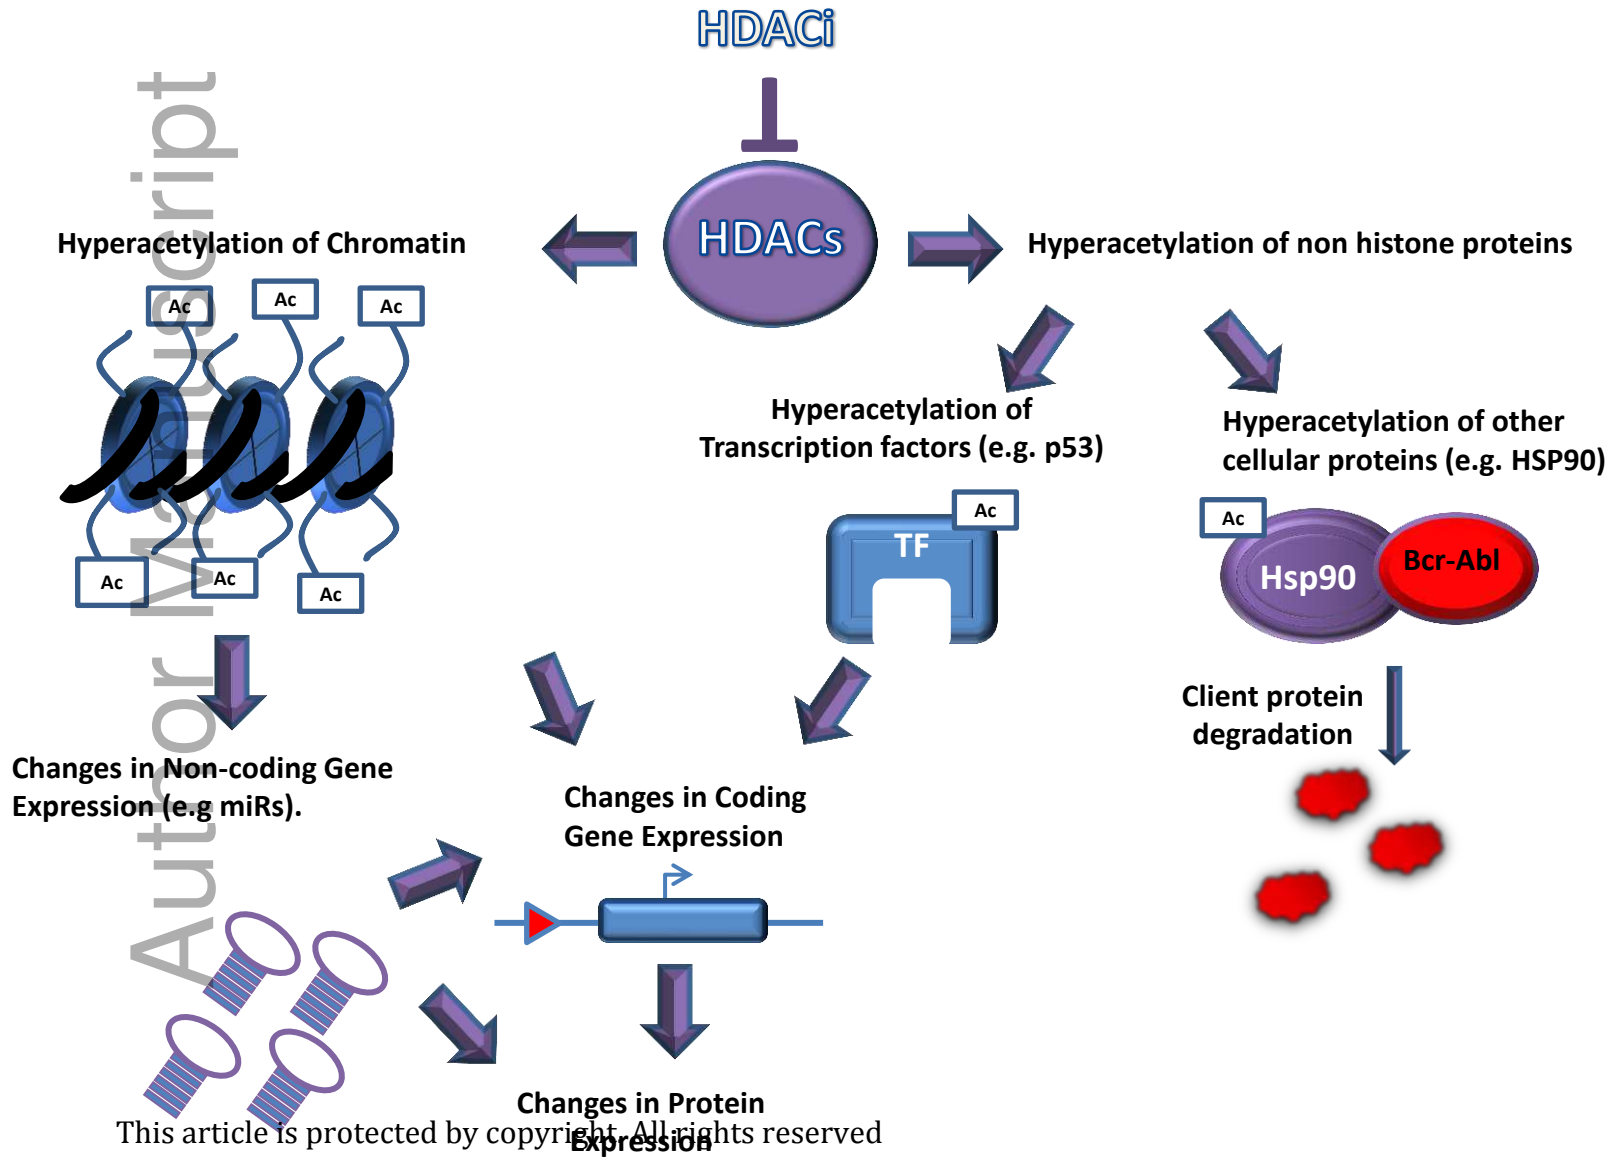 HDACi
HDACs
Hyperacetylation of Chromatin
Hyperacetylation of non histone proteins
Ac
Ac
Ac
Hyperacetylation of
Transcription factors (e.g. p53)
Hyperacetylation of other
cellular proteins (e.g. HSP90)
Ac
TF
Ac
Hsp90
Bcr-Abl
Ac
Ac
Ac
Client protein
degradation
Changes in Non-coding Gene
Expression (e.g miRs).
Changes in Coding
Gene Expression
Changes in Protein
Expression
This article is protected by copyright. All rights reserved
Author Manuscript